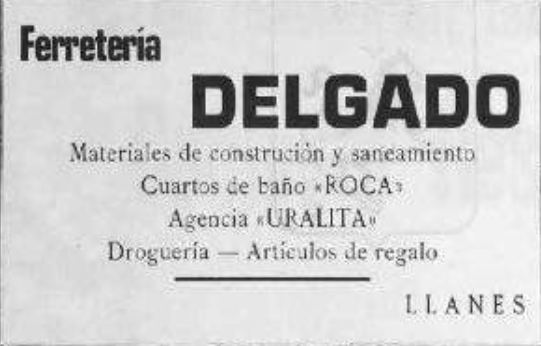 Ferretería
DELGADO
Materiales de construción y saneamiento
Cuartos de baño «ROCA»
Agencia «URALITA»
Droguería — Artículos de regalo
LLANES